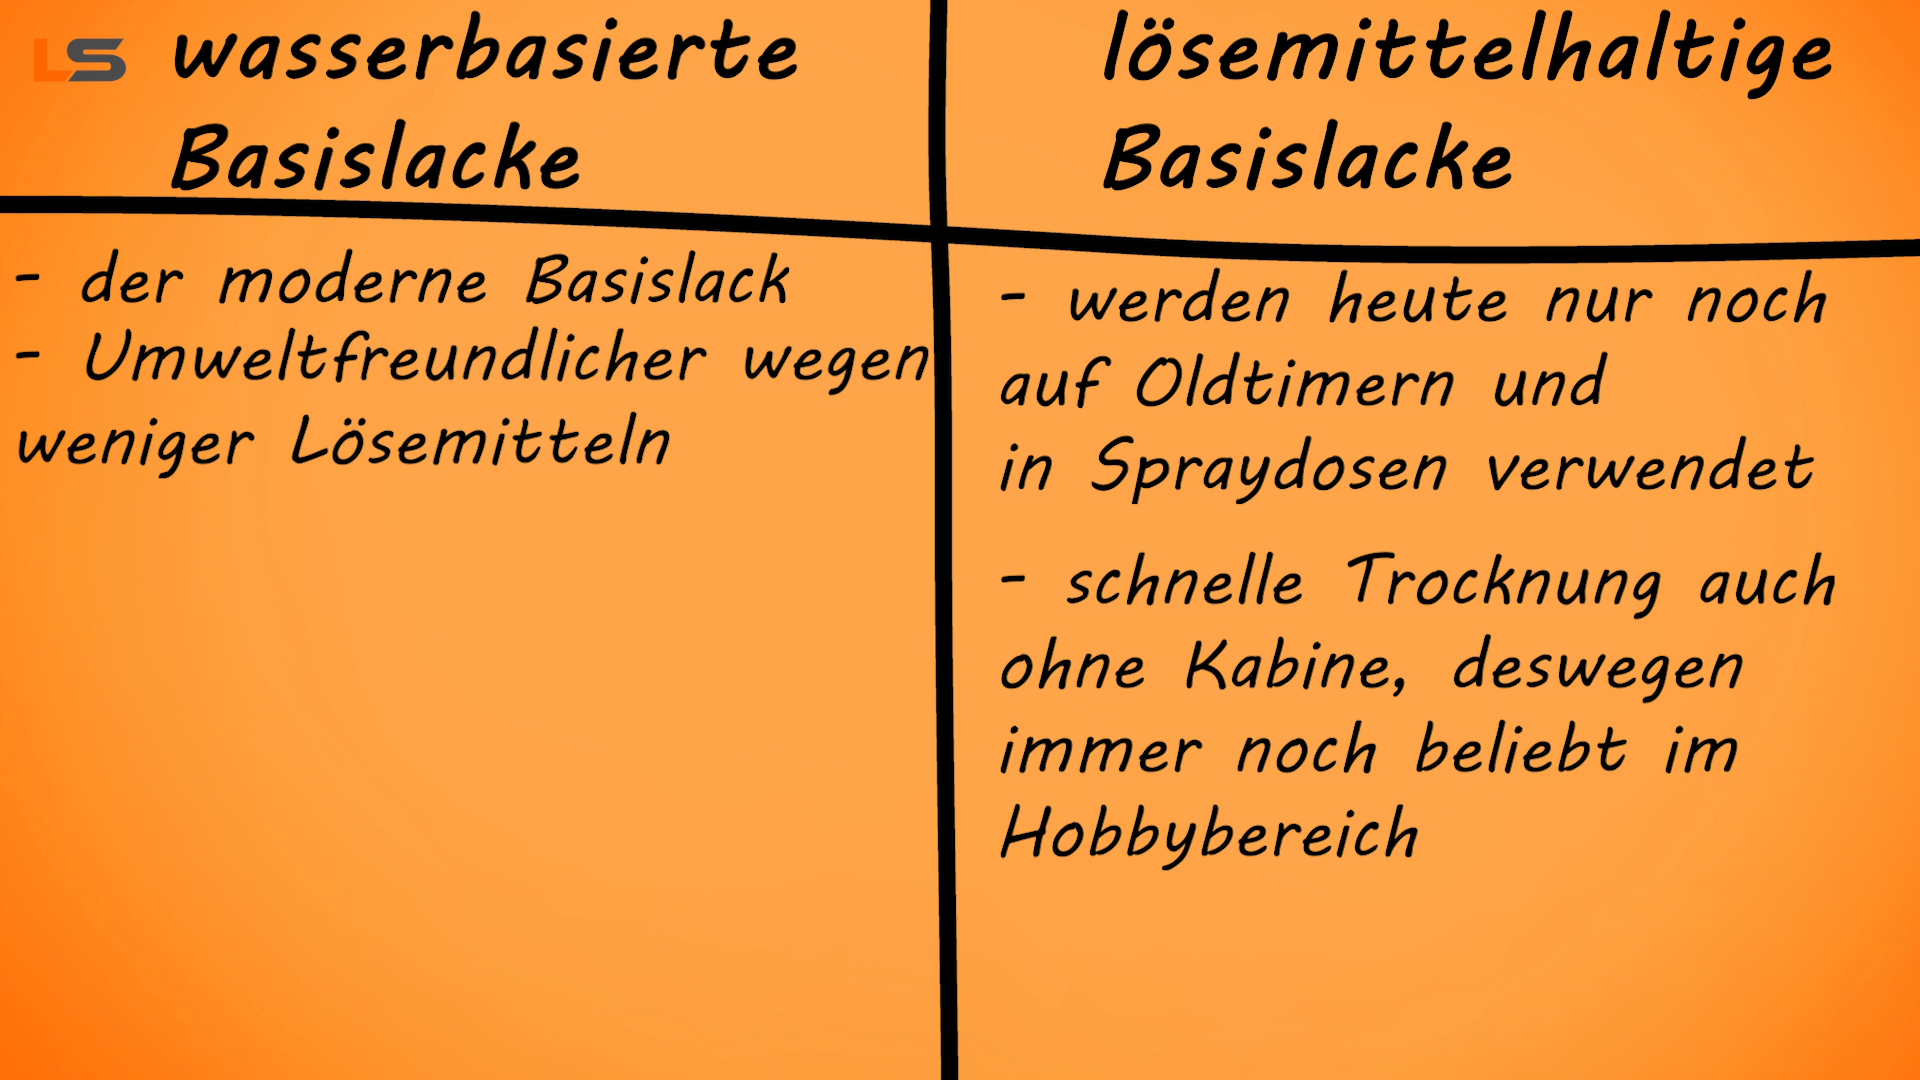 LS
wasserbasierte
Basislacke
- der moderne Basislack
- Umweltfreundlicher wegen
weniger Lösemitteln
lösemittelhaltige
Basislacke
- werden heute nur noch
auf Oldtimern und
in Spraydosen verwendet
- schnelle Trocknung auch
ohne Kabine, deswegen
immer noch beliebt im
Hobbybereich